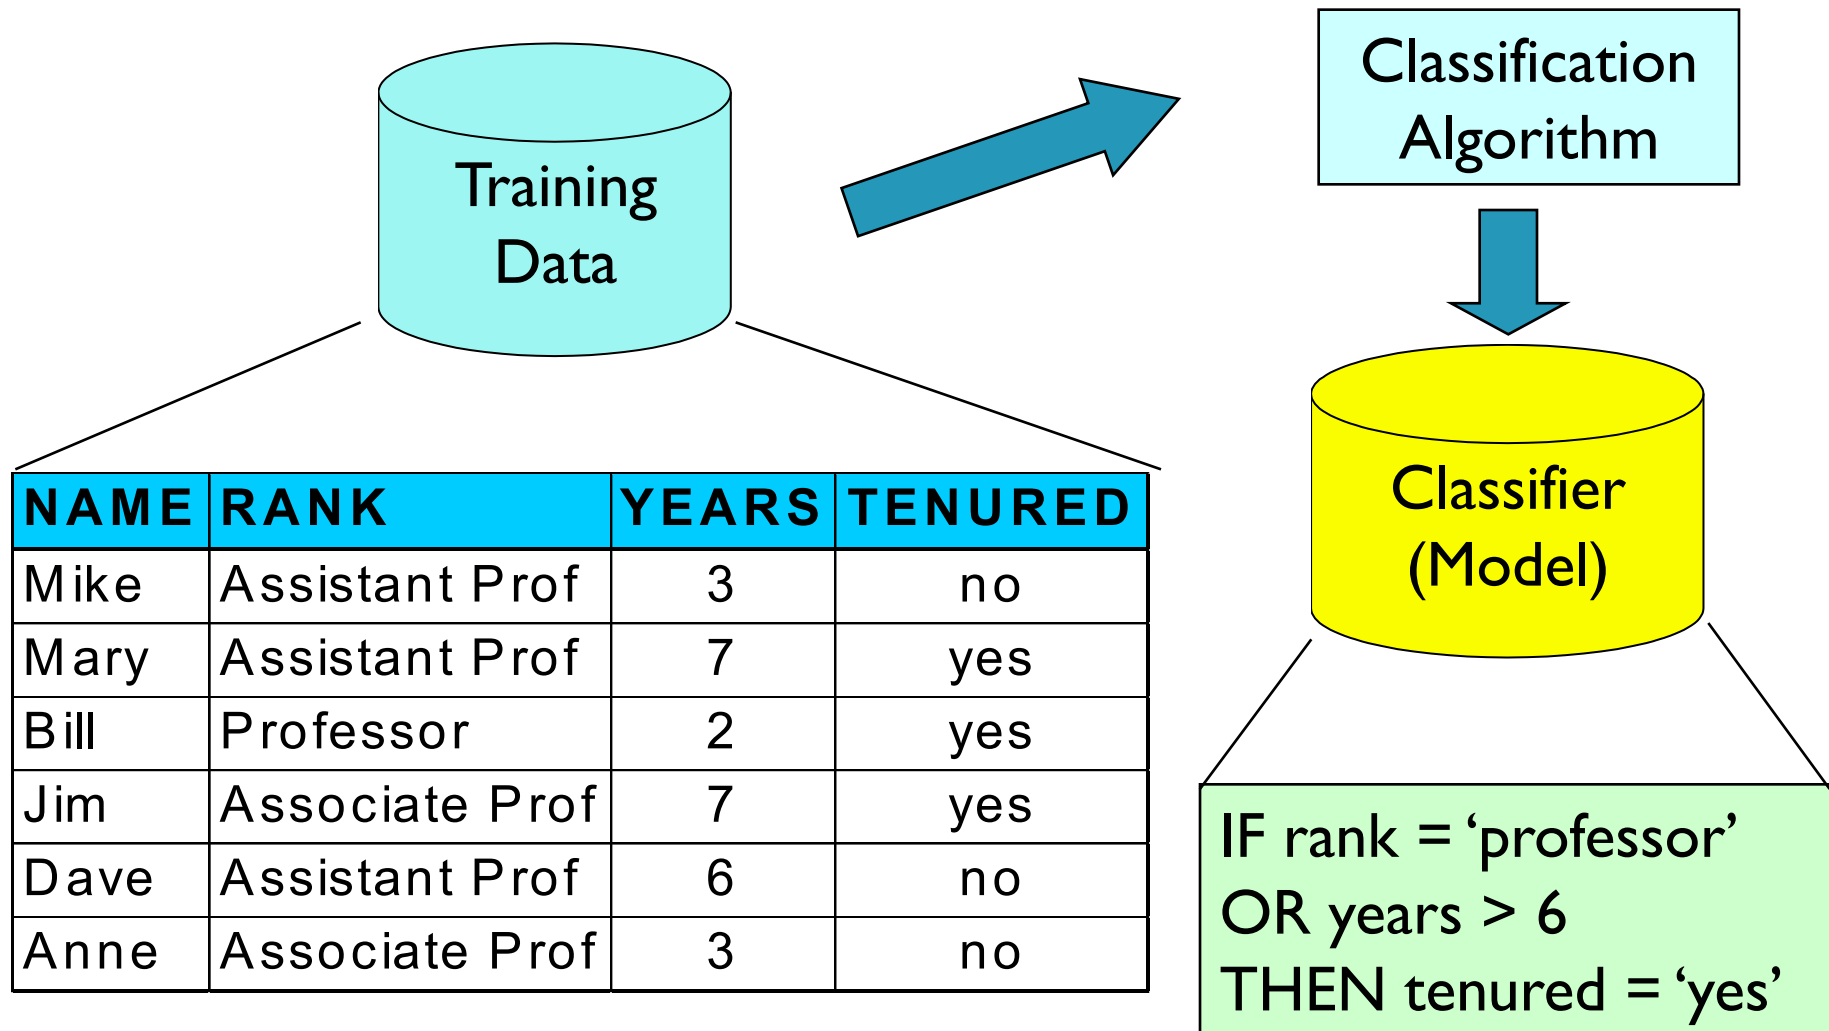 Training
Data
Classification
Algorithm
Classifier
(Model)
NAME RANK YEARS TENURED
Mike Assistant Prof 3 no
Mary Assistant Prof 7 yes
Bill Professor 2 yes
Jim Associate Prof 7 yes
Dave Assistant Prof 6 no
Anne Associate Prof 3 no
IF rank = ‘professor’
OR years > 6
THEN tenured = ‘yes’